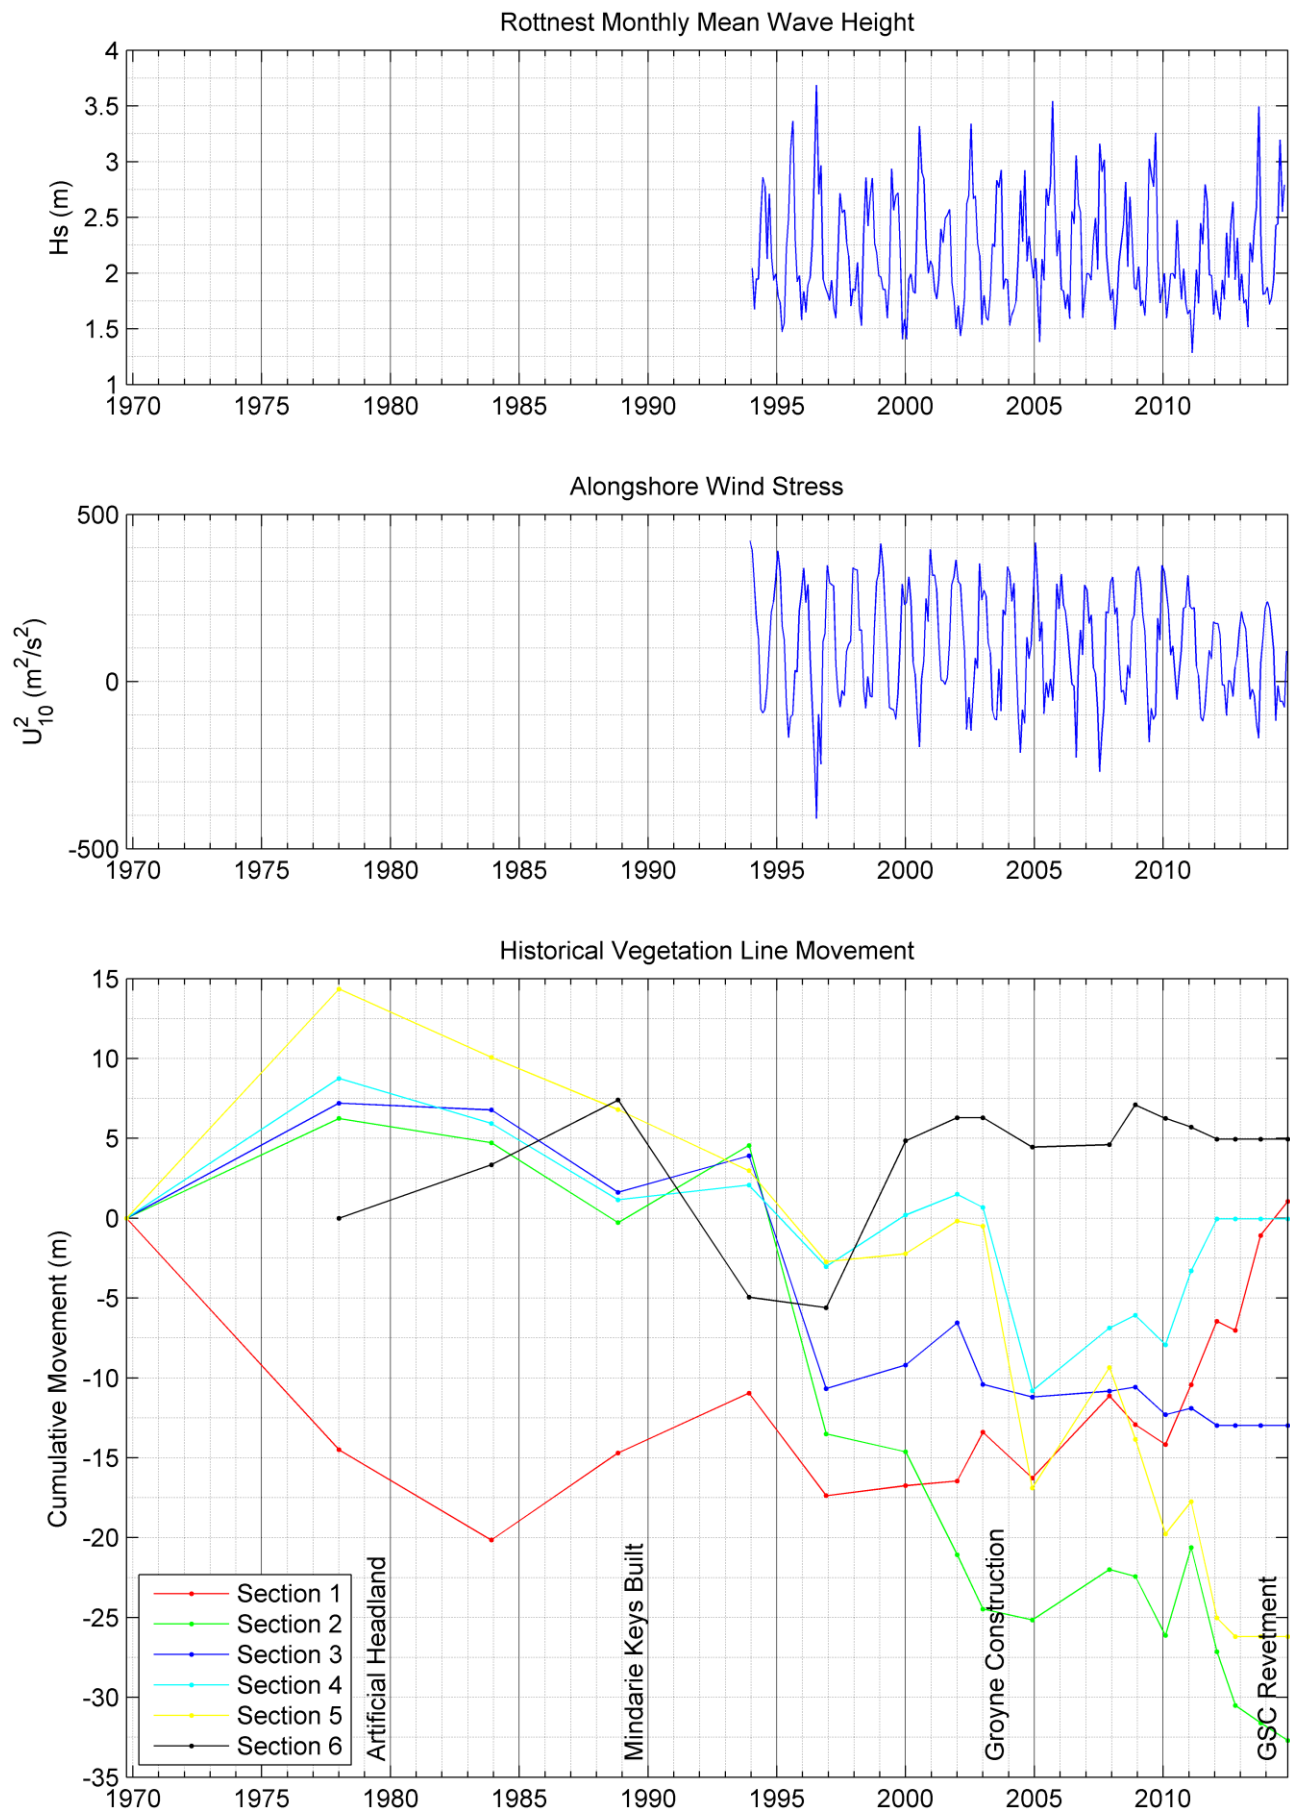 Rottnest Monthly Mean Wave Height
4
3.5
3
2.5
2
1.5
1
Hs (m)
1970 1975 1980 1985 1990 1995 2000 2005 2010
Alongshore Wind Stress
500
0
-500
U²₁₀ (m²/s²)
1970 1975 1980 1985 1990 1995 2000 2005 2010
Historical Vegetation Line Movement
15
10
5
0
-5
-10
-15
-20
-25
-30
-35
Cumulative Movement (m)
Section 1
Section 2
Section 3
Section 4
Section 5
Section 6
Artificial Headland
Mindarie Keys Built
Groyne Construction
GSC Revetment
1970 1975 1980 1985 1990 1995 2000 2005 2010